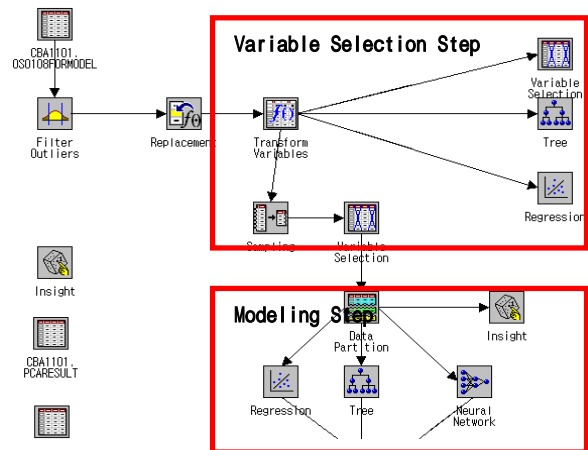 Variable Selection Step
CBA1101.
OSO108FORMODEL
Variable
Selection
Filter
Outliers
Replacement
Transform
Variables
Tree
Regression
Sampling
Variable
Selection
Insight
Modeling Step
Data
Partition
Insight
CBA1101.
PCARESULT
Regression
Tree
Neural
Network